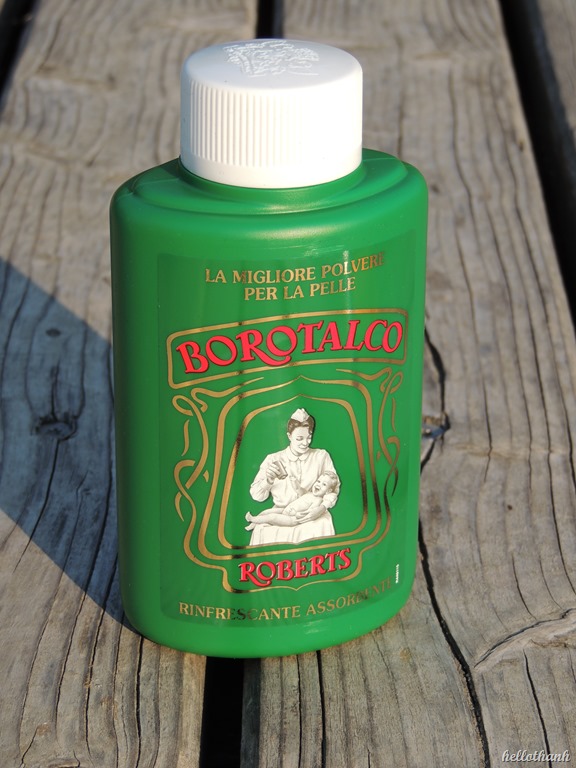 LA MIGLIORE POLVERE
PER LA PELLE
BOROTALCO
ROBERTS
RINFRESCANTE ASSORBENTE
hellothanh